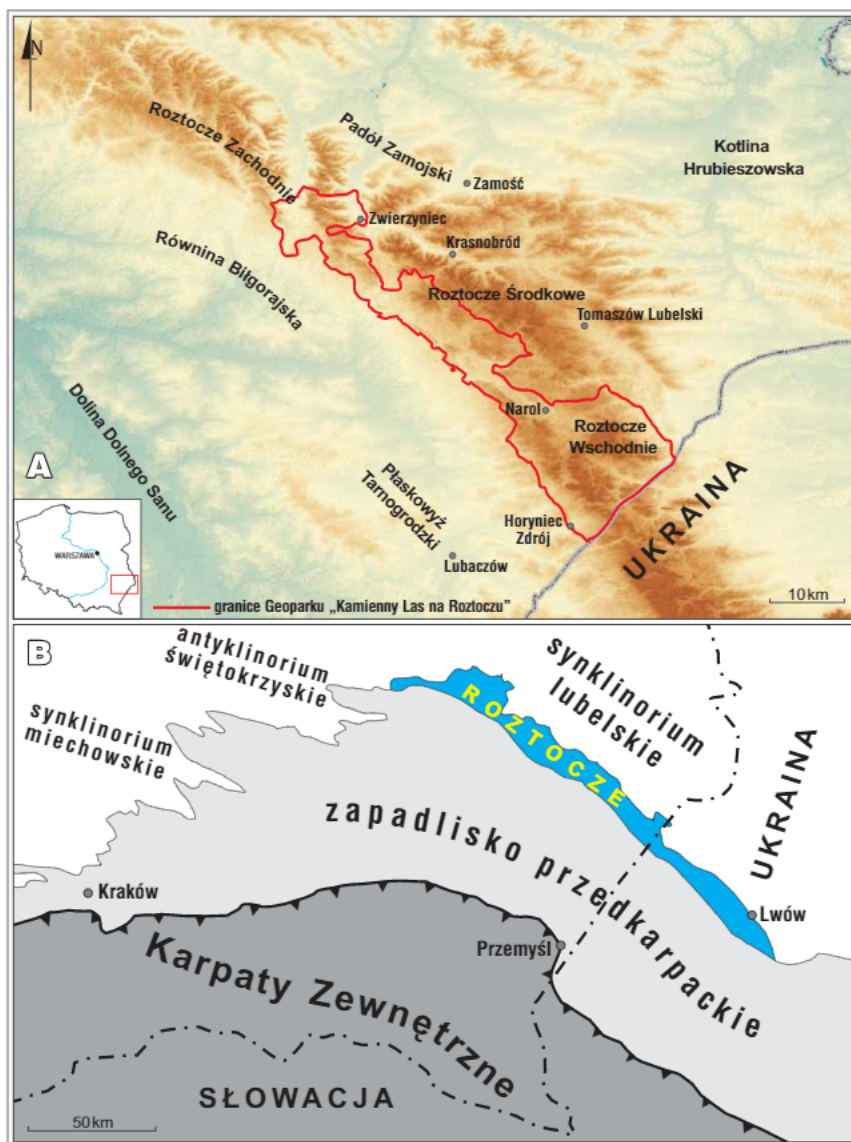 N
Roztocze Zachodnie
Padół Zamojski
Kotlina
Hrubieszowska
Zamość
Zwierzyniec
Równina Biłgorajska
Krasnobród
Roztocze Środkowe
Tomaszów Lubelski
Dolina Dolnego Sanu
Narol
Roztocze
Wschodnie
A
Płaskowyż
Tarnogrodzki
Horyniec
Zdrój
UKRAINA
Lubaczów
WARSZAWA
granice Geoparku „Kamienny Las na Roztoczu”
10 km
B
antyklinorium
świętokrzyskie
synklinorium
lubelskie
ROZTOCZE
synklinorium
miechowskie
UKRAINA
zapadlisko przedkarpackie
Kraków
Lwów
Przemyśl
Karpaty Zewnętrzne
SŁOWACJA
50 km